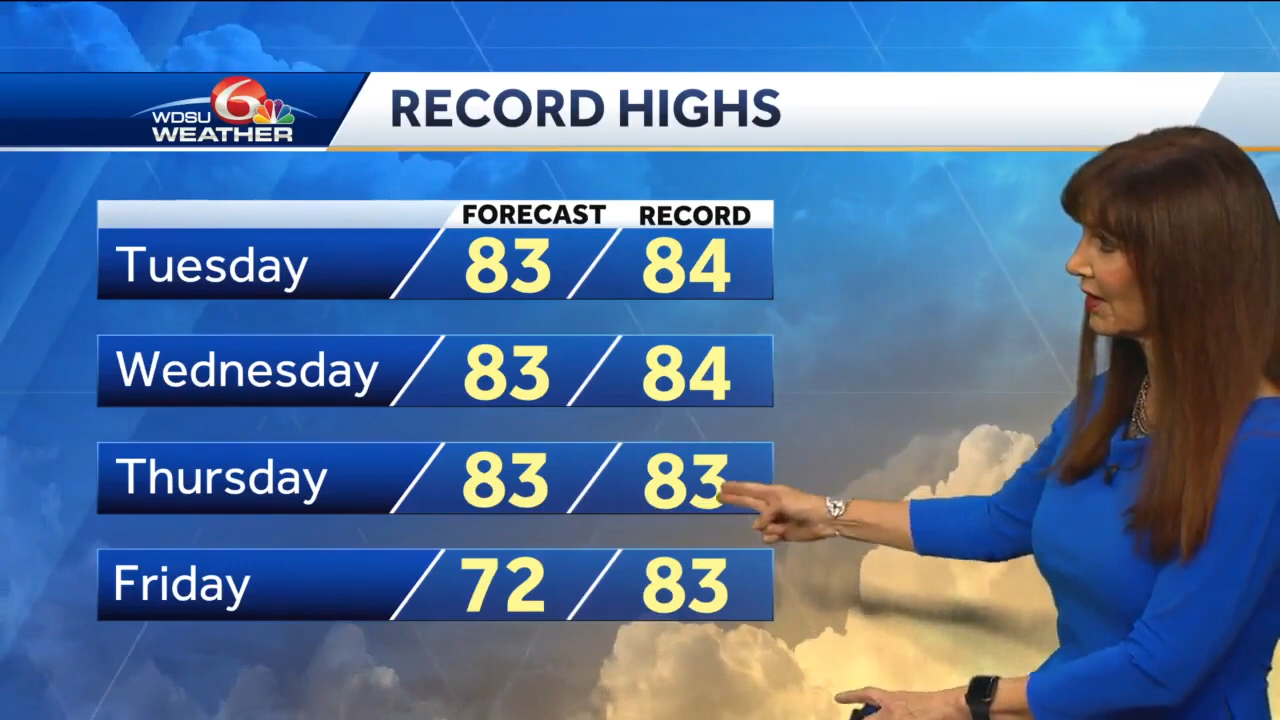 WDSU 6
WEATHER
RECORD HIGHS
FORECAST RECORD
Tuesday 83 84
Wednesday 83 84
Thursday 83 83
Friday 72 83